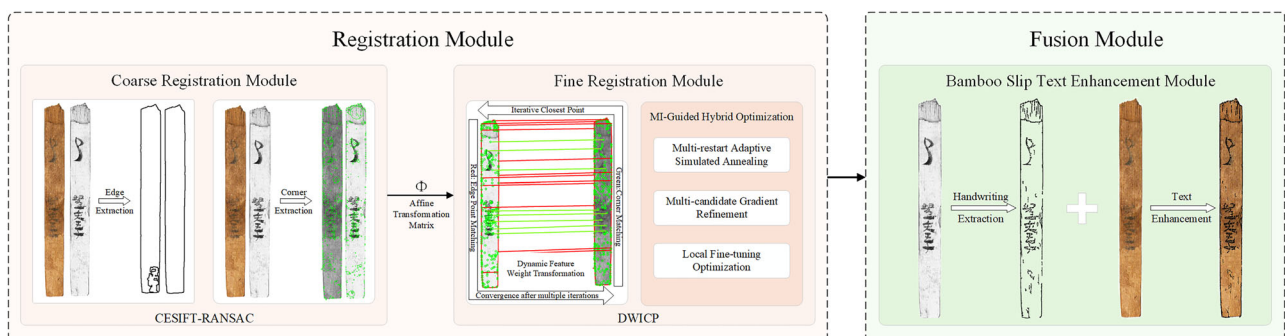 Registration Module
Coarse Registration Module
Edge
Extraction
Corner
Extraction
CESIFT-RANSAC
Φ
Affine
Transformation
Matrix
Fine Registration Module
Iterative Closest Point
Red: Edge Point Matching
Green:Corner Matching
Dynamic Feature
Weight Transformation
Convergence after multiple iterations
MI-Guided Hybrid Optimization
Multi-restart Adaptive
Simulated Annealing
Multi-candidate Gradient
Refinement
Local Fine-tuning
Optimization
DWICP
Fusion Module
Bamboo Slip Text Enhancement Module
Handwriting
Extraction
Text
Enhancement